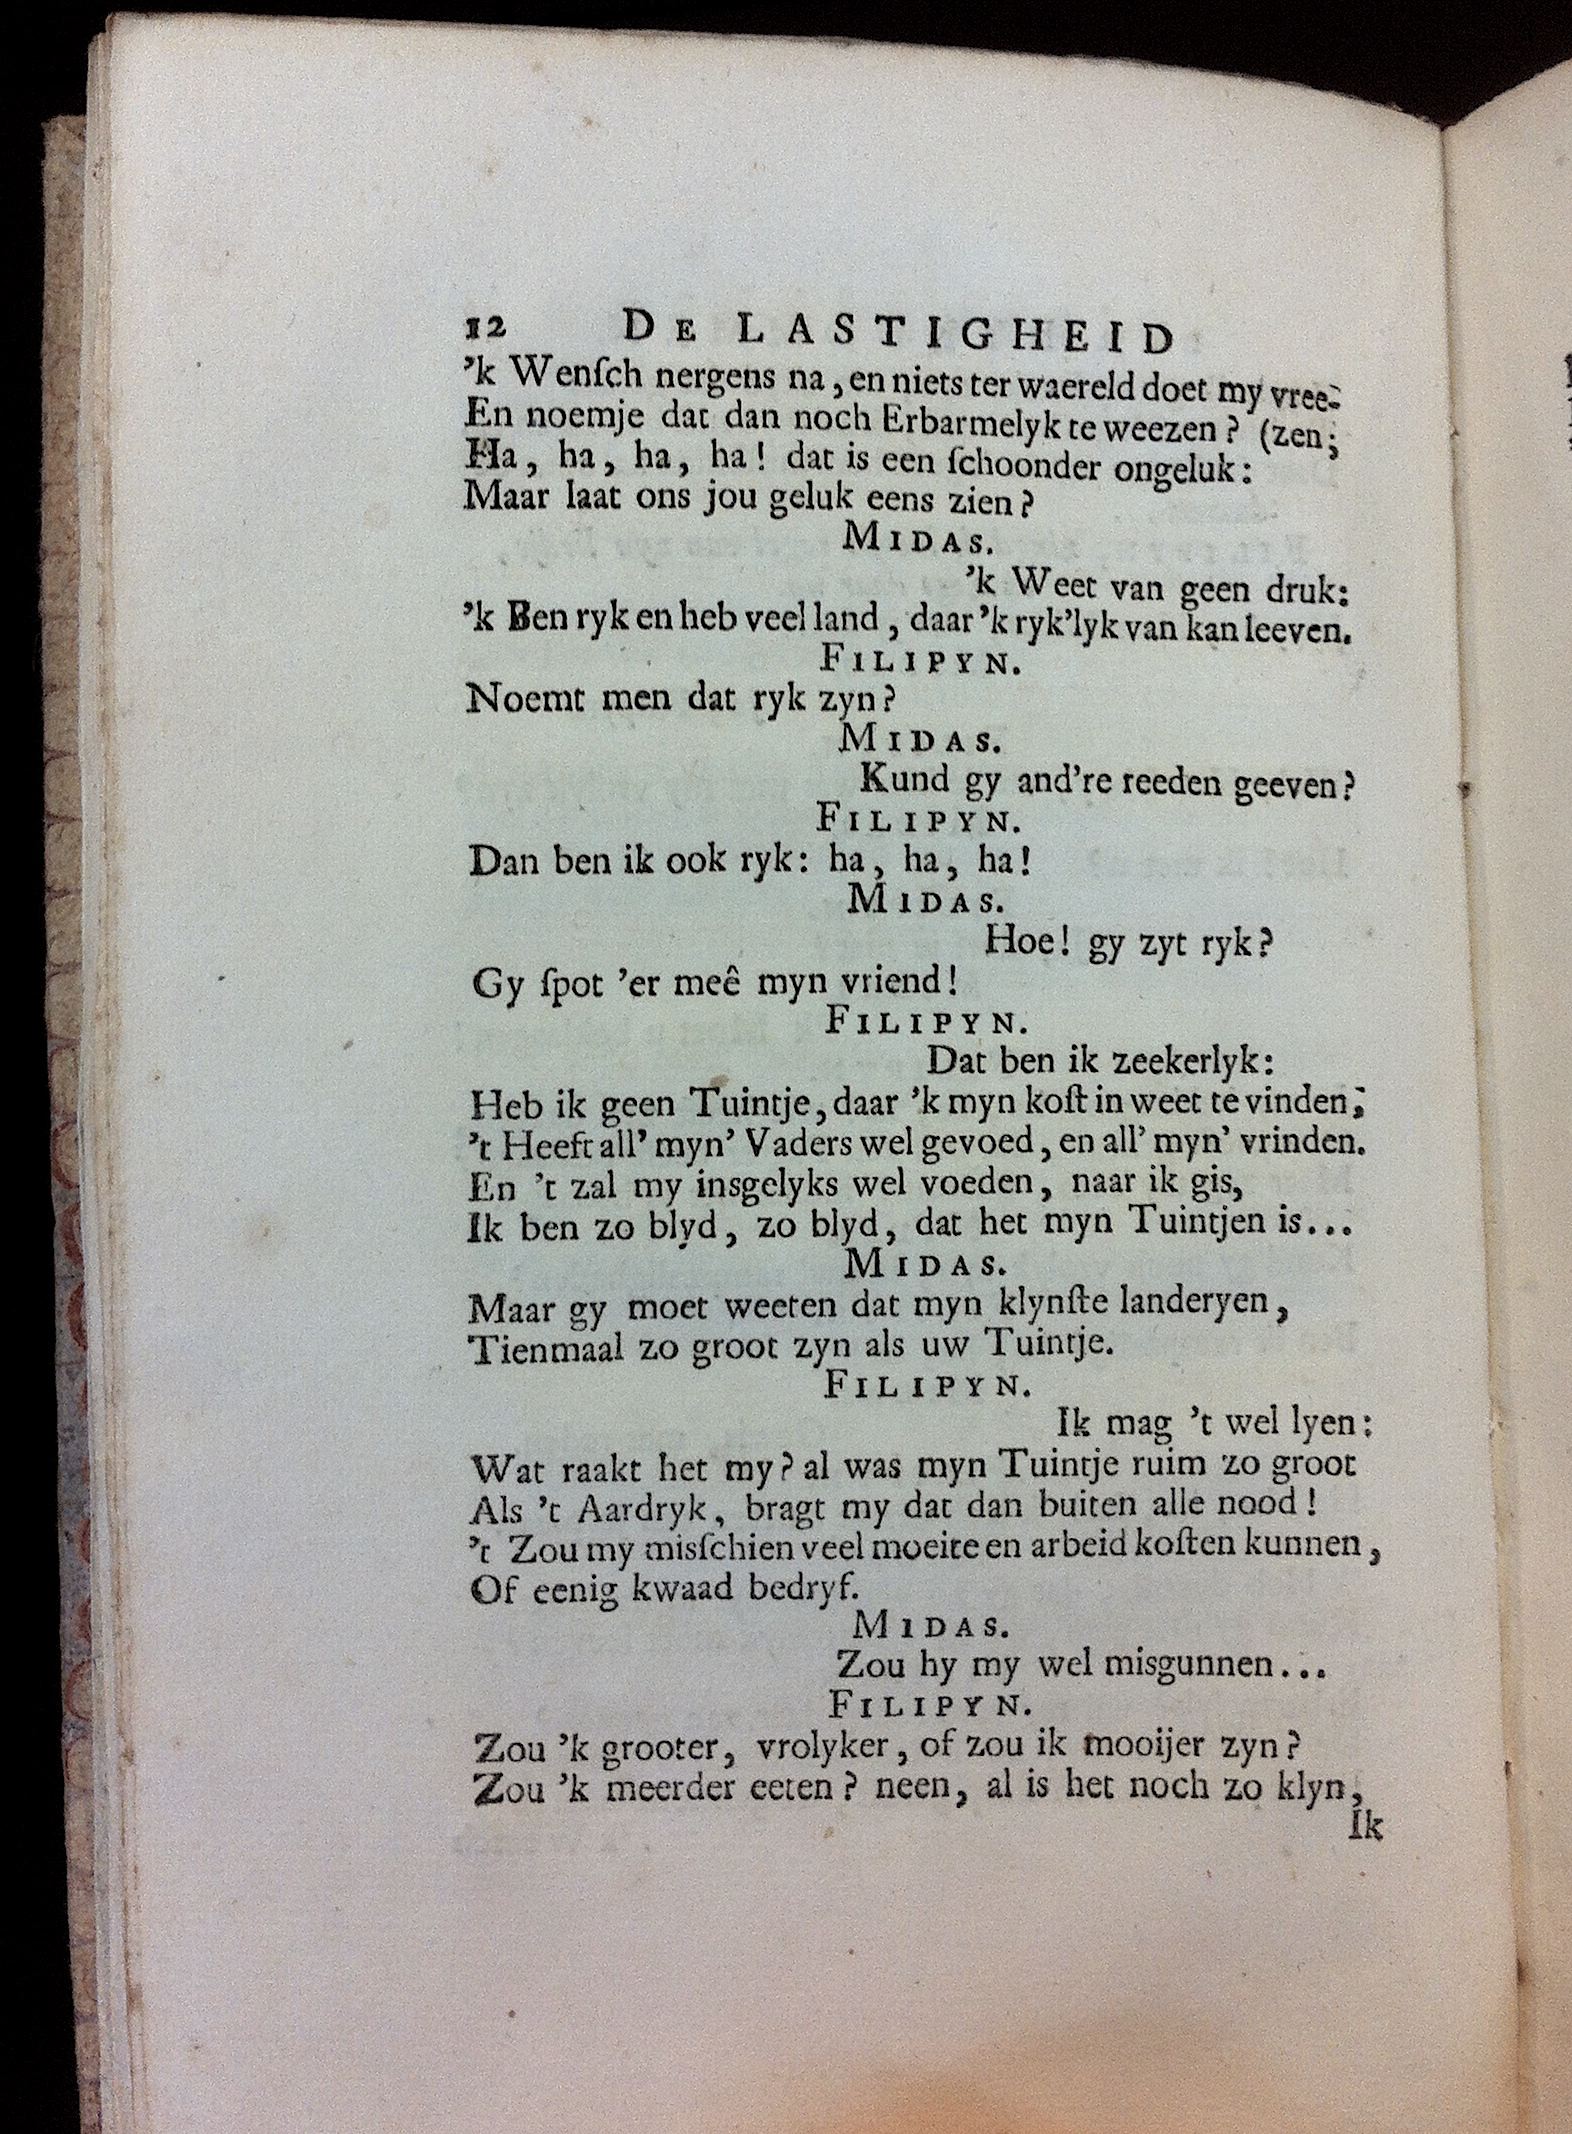 12 DE LASTIGHEID
’k Wenſch nergens na, en niets ter waereld doet my vree-
En noemje dat dan noch Erbarmelyk te weezen? (zen;
Ha, ha, ha, ha! dat is een ſchoonder ongeluk:
Maar laat ons jou geluk eens zien?
MIDAS.
’k Weet van geen druk:
’k Ben ryk en heb veel land, daar ’k ryk’lyk van kan leeven.
FILIPYN.
Noemt men dat ryk zyn?
MIDAS.
Kund gy and’re reeden geeven?
FILIPYN.
Dan ben ik ook ryk: ha, ha, ha!
MIDAS.
Hoe! gy zyt ryk?
Gy ſpot ’er meê myn vriend!
FILIPYN.
Dat ben ik zeekerlyk:
Heb ik geen Tuintje, daar ’k myn koſt in weet te vinden;
’t Heeft all’ myn’ Vaders wel gevoed, en all’ myn’ vrinden.
En ’t zal my insgelyks wel voeden, naar ik gis,
Ik ben zo blyd, zo blyd, dat het myn Tuintjen is...
MIDAS.
Maar gy moet weeten dat myn klynſte landeryen,
Tienmaal zo groot zyn als uw Tuintje.
FILIPYN.
Ik mag ’t wel lyen:
Wat raakt het my? al was myn Tuintje ruim zo groot
Als ’t Aardryk, bragt my dat dan buiten alle nood!
’t Zou my misſchien veel moeite en arbeid koſten kunnen,
Of eenig kwaad bedryf.
MIDAS.
Zou hy my wel misgunnen...
FILIPYN.
Zou ’k grooter, vrolyker, of zou ik mooijer zyn?
Zou ’k meerder eeten? neen, al is het noch zo klyn,
Ik